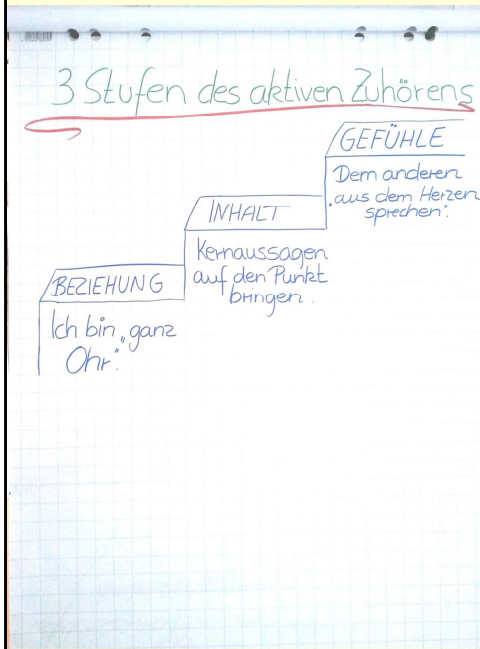 3 Stufen des aktiven Zuhörens
GEFÜHLE
Dem anderen
„aus dem Herzen
sprechen".
INHALT
Kernaussagen
auf den Punkt
bringen.
BEZIEHUNG
Ich bin „ganz
Ohr".